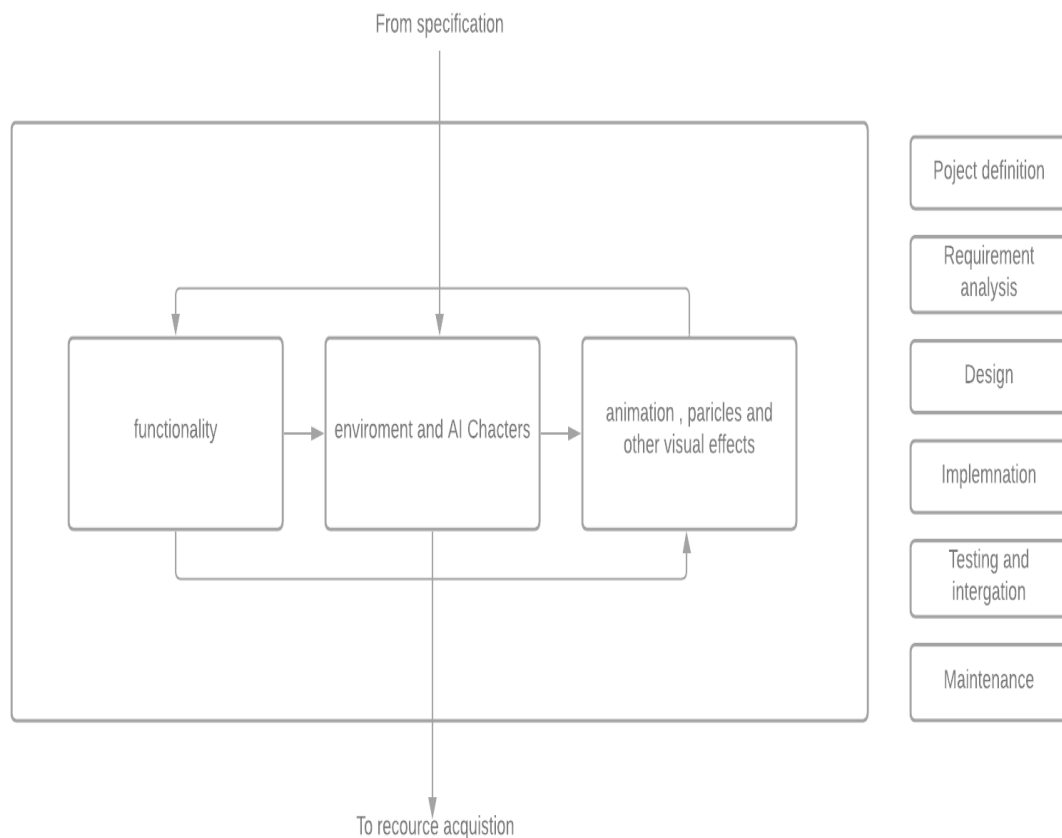 From specification
functionality
enviroment and AI Chacters
animation , paricles and
other visual effects
To recource acquistion
Poject definition
Requirement
analysis
Design
Implemnation
Testing and
intergation
Maintenance